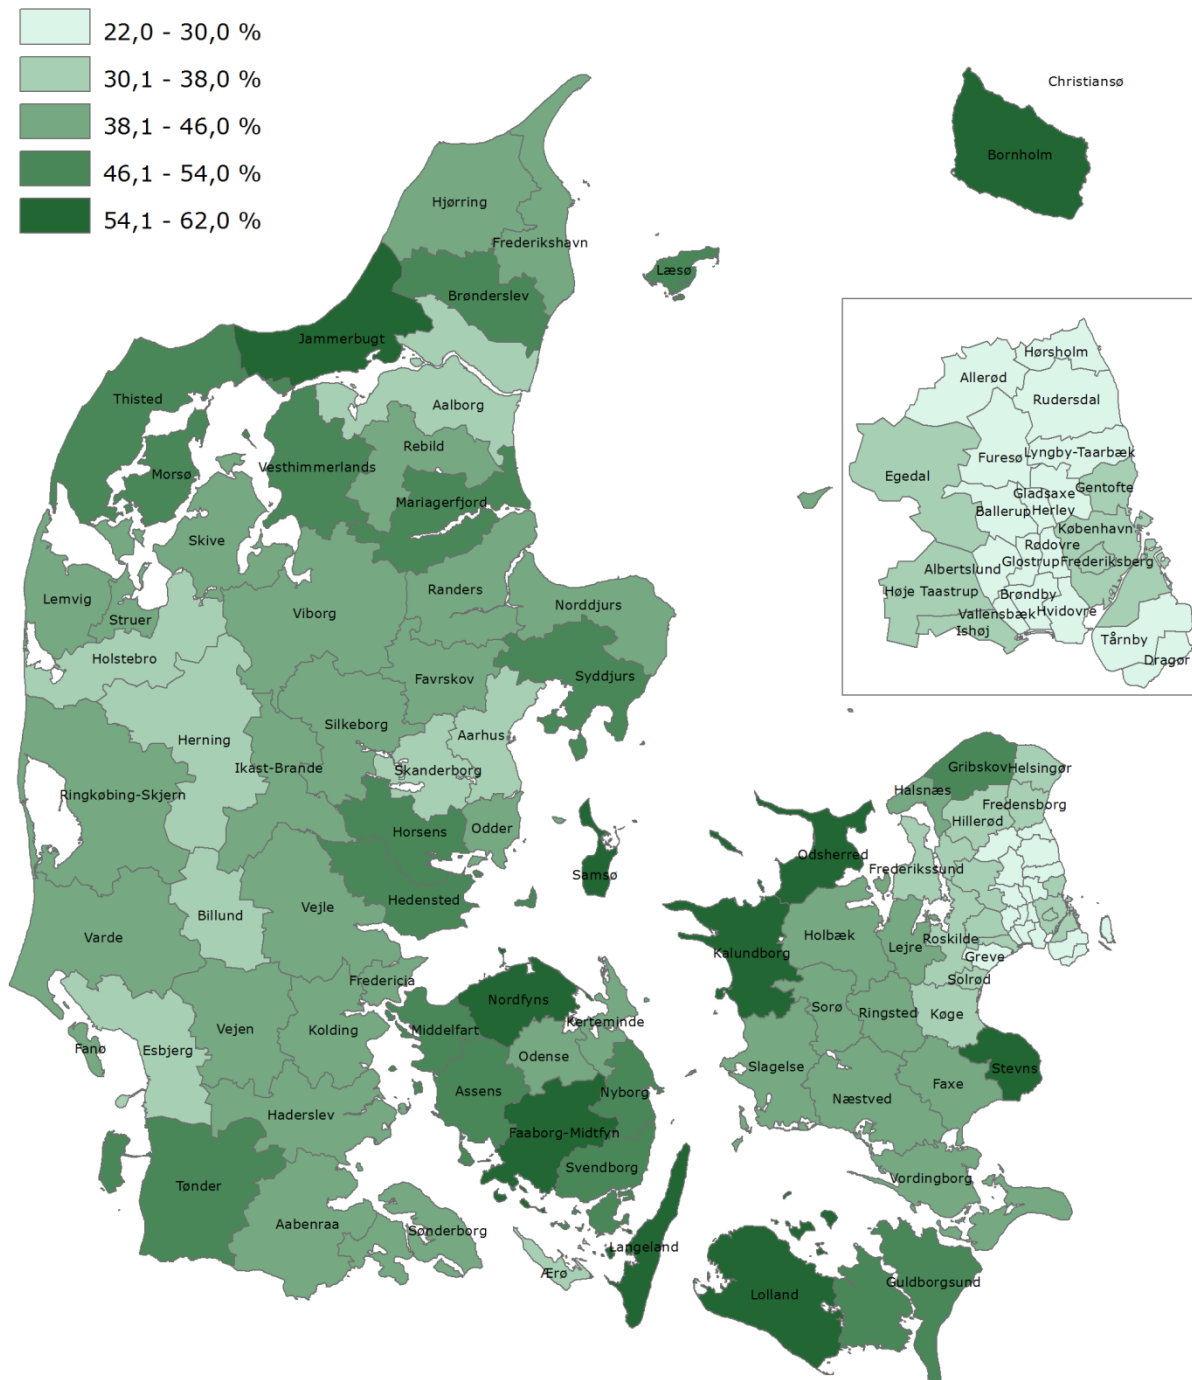 22,0 - 30,0 %
30,1 - 38,0 %
38,1 - 46,0 %
46,1 - 54,0 %
54,1 - 62,0 %
Christiansø
Bornholm
Hjørring
Frederikshavn
Læsø
Brønderslev
Jammerbugt
Thisted
Aalborg
Rebild
Vesthimmerlands
Morsø
Mariagerfjord
Skive
Lemvig
Struer
Viborg
Randers
Norddjurs
Holstebro
Favrskov
Syddjurs
Silkeborg
Herning
Aarhus
Ikast-Brande
Skanderborg
Ringkøbing-Skjern
Horsens
Odder
Samsø
Hedensted
Billund
Vejle
Varde
Fredericia
Vejen
Kolding
Fanø
Esbjerg
Haderslev
Tønder
Aabenraa
Sønderborg
Nordfyns
Middelfart
Kerteminde
Odense
Assens
Nyborg
Faaborg-Midtfyn
Svendborg
Langeland
Ærø
Hørsholm
Allerød
Rudersdal
Furesø
Lyngby-Taarbæk
Egedal
Gentofte
Gladsaxe
Ballerup
Herlev
København
Rødovre
Albertslund
Glostrup
Frederiksberg
Høje Taastrup
Brøndby
Vallensbæk
Hvidovre
Ishøj
Tårnby
Dragør
Gribskov
Helsingør
Halsnæs
Fredensborg
Hillerød
Odsherred
Frederikssund
Kalundborg
Holbæk
Lejre
Roskilde
Greve
Solrød
Sorø
Ringsted
Køge
Slagelse
Stevns
Faxe
Næstved
Vordingborg
Guldborgsund
Lolland